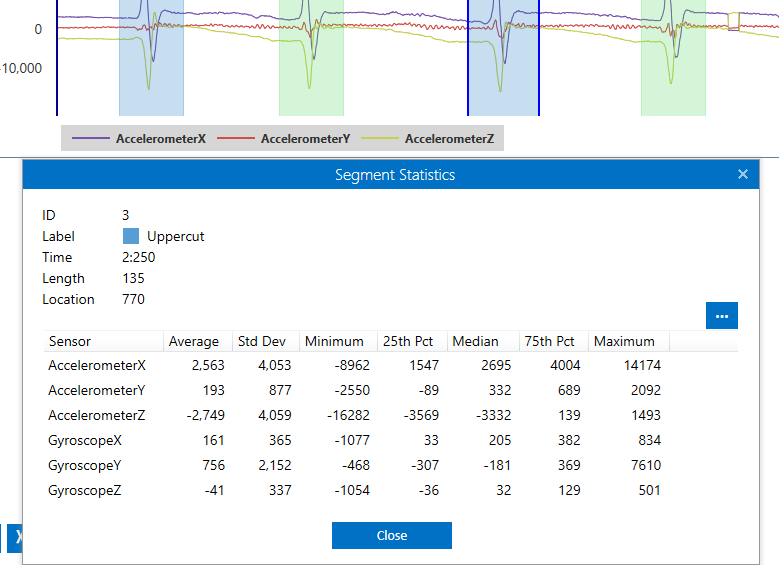 0
-10,000
AccelerometerX AccelerometerY AccelerometerZ
Segment Statistics ×
ID 3
Label Uppercut
Time 2:250
Length 135
Location 770
...
Sensor Average Std Dev Minimum 25th Pct Median 75th Pct Maximum
AccelerometerX 2,563 4,053 -8962 1547 2695 4004 14174
AccelerometerY 193 877 -2550 -89 332 689 2092
AccelerometerZ -2,749 4,059 -16282 -3569 -3332 139 1493
GyroscopeX 161 365 -1077 33 205 382 834
GyroscopeY 756 2,152 -468 -307 -181 369 7610
GyroscopeZ -41 337 -1054 -36 32 129 501
Close